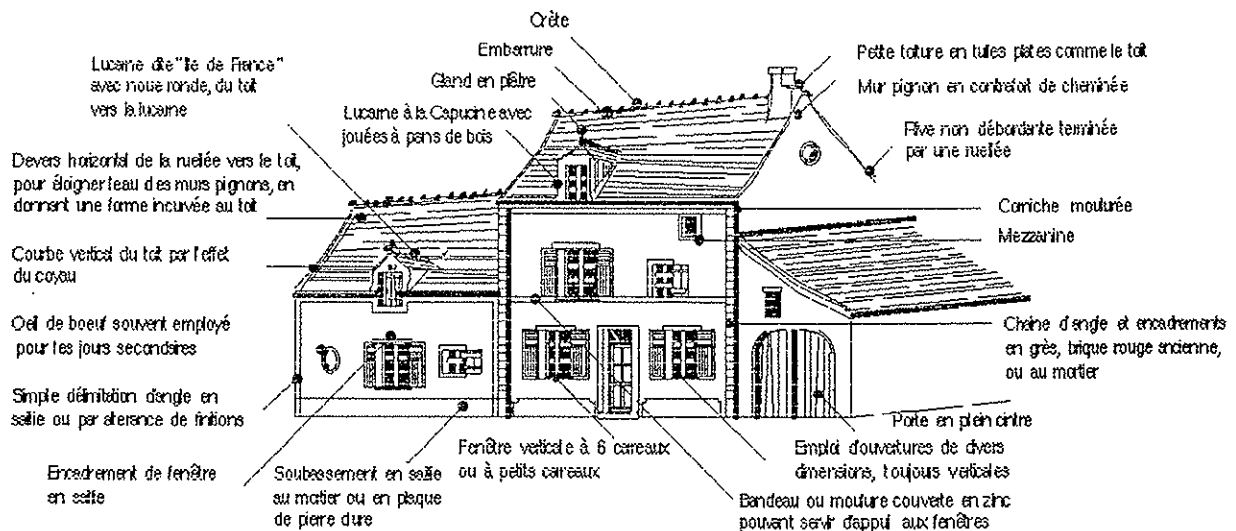 Crète
Embarrure
Gland en plâtre
Lucarne à la Capucine avec
jouées à pans de bois
Lucarne dite "Ile de France"
avec noue ronde, du toit
vers la lucarne
Devers horizontal de la ruellée vers le toit,
pour éloigner l'eau des murs pignons, en
donnant une forme incurvée au toit
Courbe vertical du toit par l'effet
du coyau
Oeil de boeuf souvent employé
pour les jours secondaires
Simple délimitation d'angle en
saillie ou par alterance de finitions
Encadrement de fenêtre
en saillie
Soubassement en saillie
au mortier ou en plaque
de pierre dure
Fenêtre verticale à 6 carreaux
ou à petits carreaux
Petite toiture en tuiles plates comme le toit
Mur pignon en contrefort de cheminée
Rive non débordante terminée
par une ruellée
Corniche moulurée
Mezzanine
Chaine d'angle et encadrements
en grès, brique rouge ancienne,
ou au mortier
Porte en plein cintre
Emploi d'ouvertures de divers
dimensions, toujours verticales
Bandeau ou moulure couverte en zinc
pouvant servir d'appui aux fenêtres